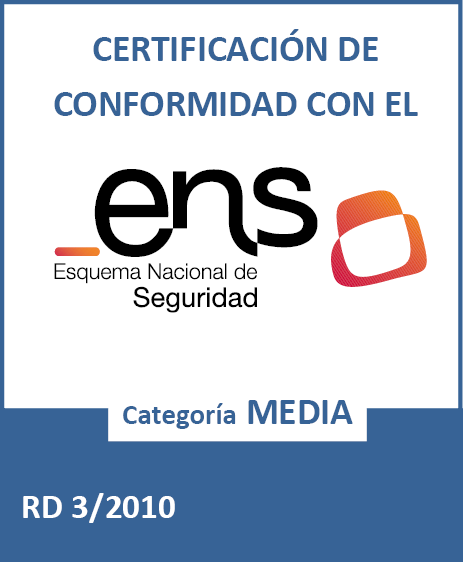 CERTIFICACIÓN DE
CONFORMIDAD CON EL
_ens
Esquema Nacional de
Seguridad
Categoría MEDIA
RD 3/2010